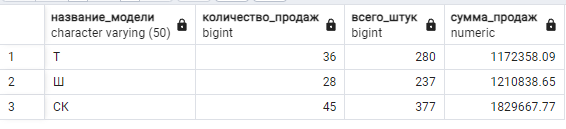 название_модели количество_продаж всего_штук сумма_продаж
character varying (50) bigint bigint numeric
1 Т 36 280 1172358.09
2 Ш 28 237 1210838.65
3 СК 45 377 1829667.77